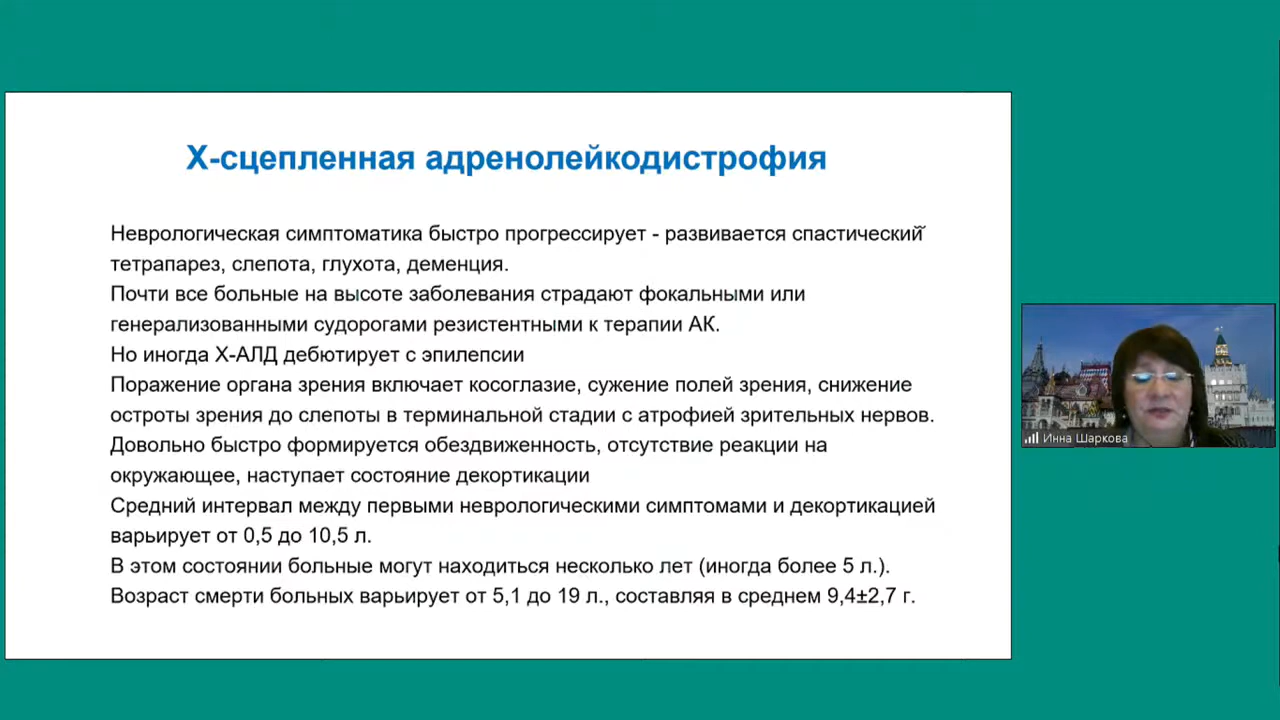 Х-сцепленная адренолейкодистрофия
Неврологическая симптоматика быстро прогрессирует - развивается спастический
тетрапарез, слепота, глухота, деменция.
Почти все больные на высоте заболевания страдают фокальными или
генерализованными судорогами резистентными к терапии АК.
Но иногда Х-АЛД дебютирует с эпилепсии
Поражение органа зрения включает косоглазие, сужение полей зрения, снижение
остроты зрения до слепоты в терминальной стадии с атрофией зрительных нервов.
Довольно быстро формируется обездвиженность, отсутствие реакции на
окружающее, наступает состояние декортикации
Средний интервал между первыми неврологическими симптомами и декортикацией
варьирует от 0,5 до 10,5 л.
В этом состоянии больные могут находиться несколько лет (иногда более 5 л.).
Возраст смерти больных варьирует от 5,1 до 19 л., составляя в среднем 9,4±2,7 г.
Инна Шаркова